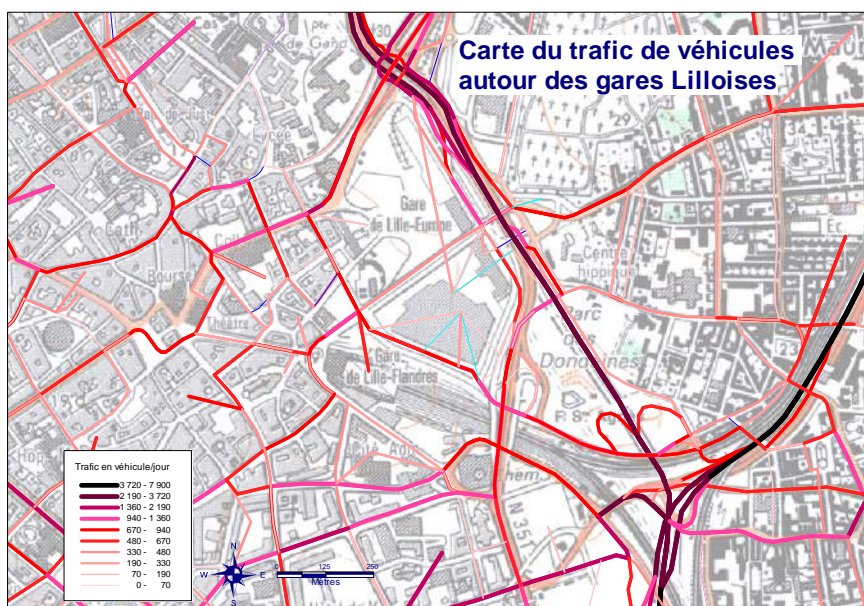 Carte du trafic de véhicules
autour des gares Lilloises
Gare
de Lille-Europe
Centre
hippique
Bourse
Théâtre
Parc
des
Dondaines
Gare
de Lille-Flandres
Trafic en véhicule/jour
3 720 - 7 900
2 190 - 3 720
1 360 - 2 190
940 - 1 360
670 - 940
480 - 670
330 - 480
190 - 330
70 - 190
0 - 70
N
W E
S
0 125 250
Mètres